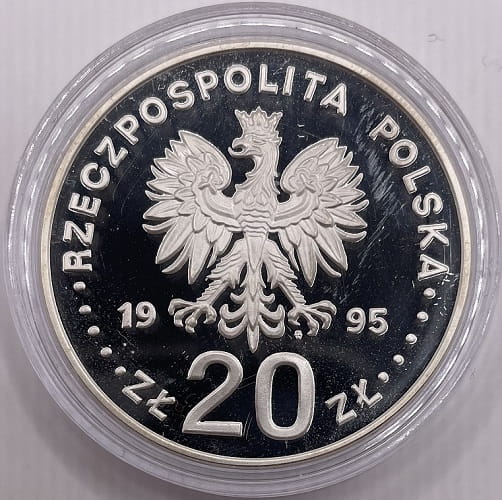 RZECZPOSPOLITA POLSKA
19 95
ZŁ 20 ZŁ